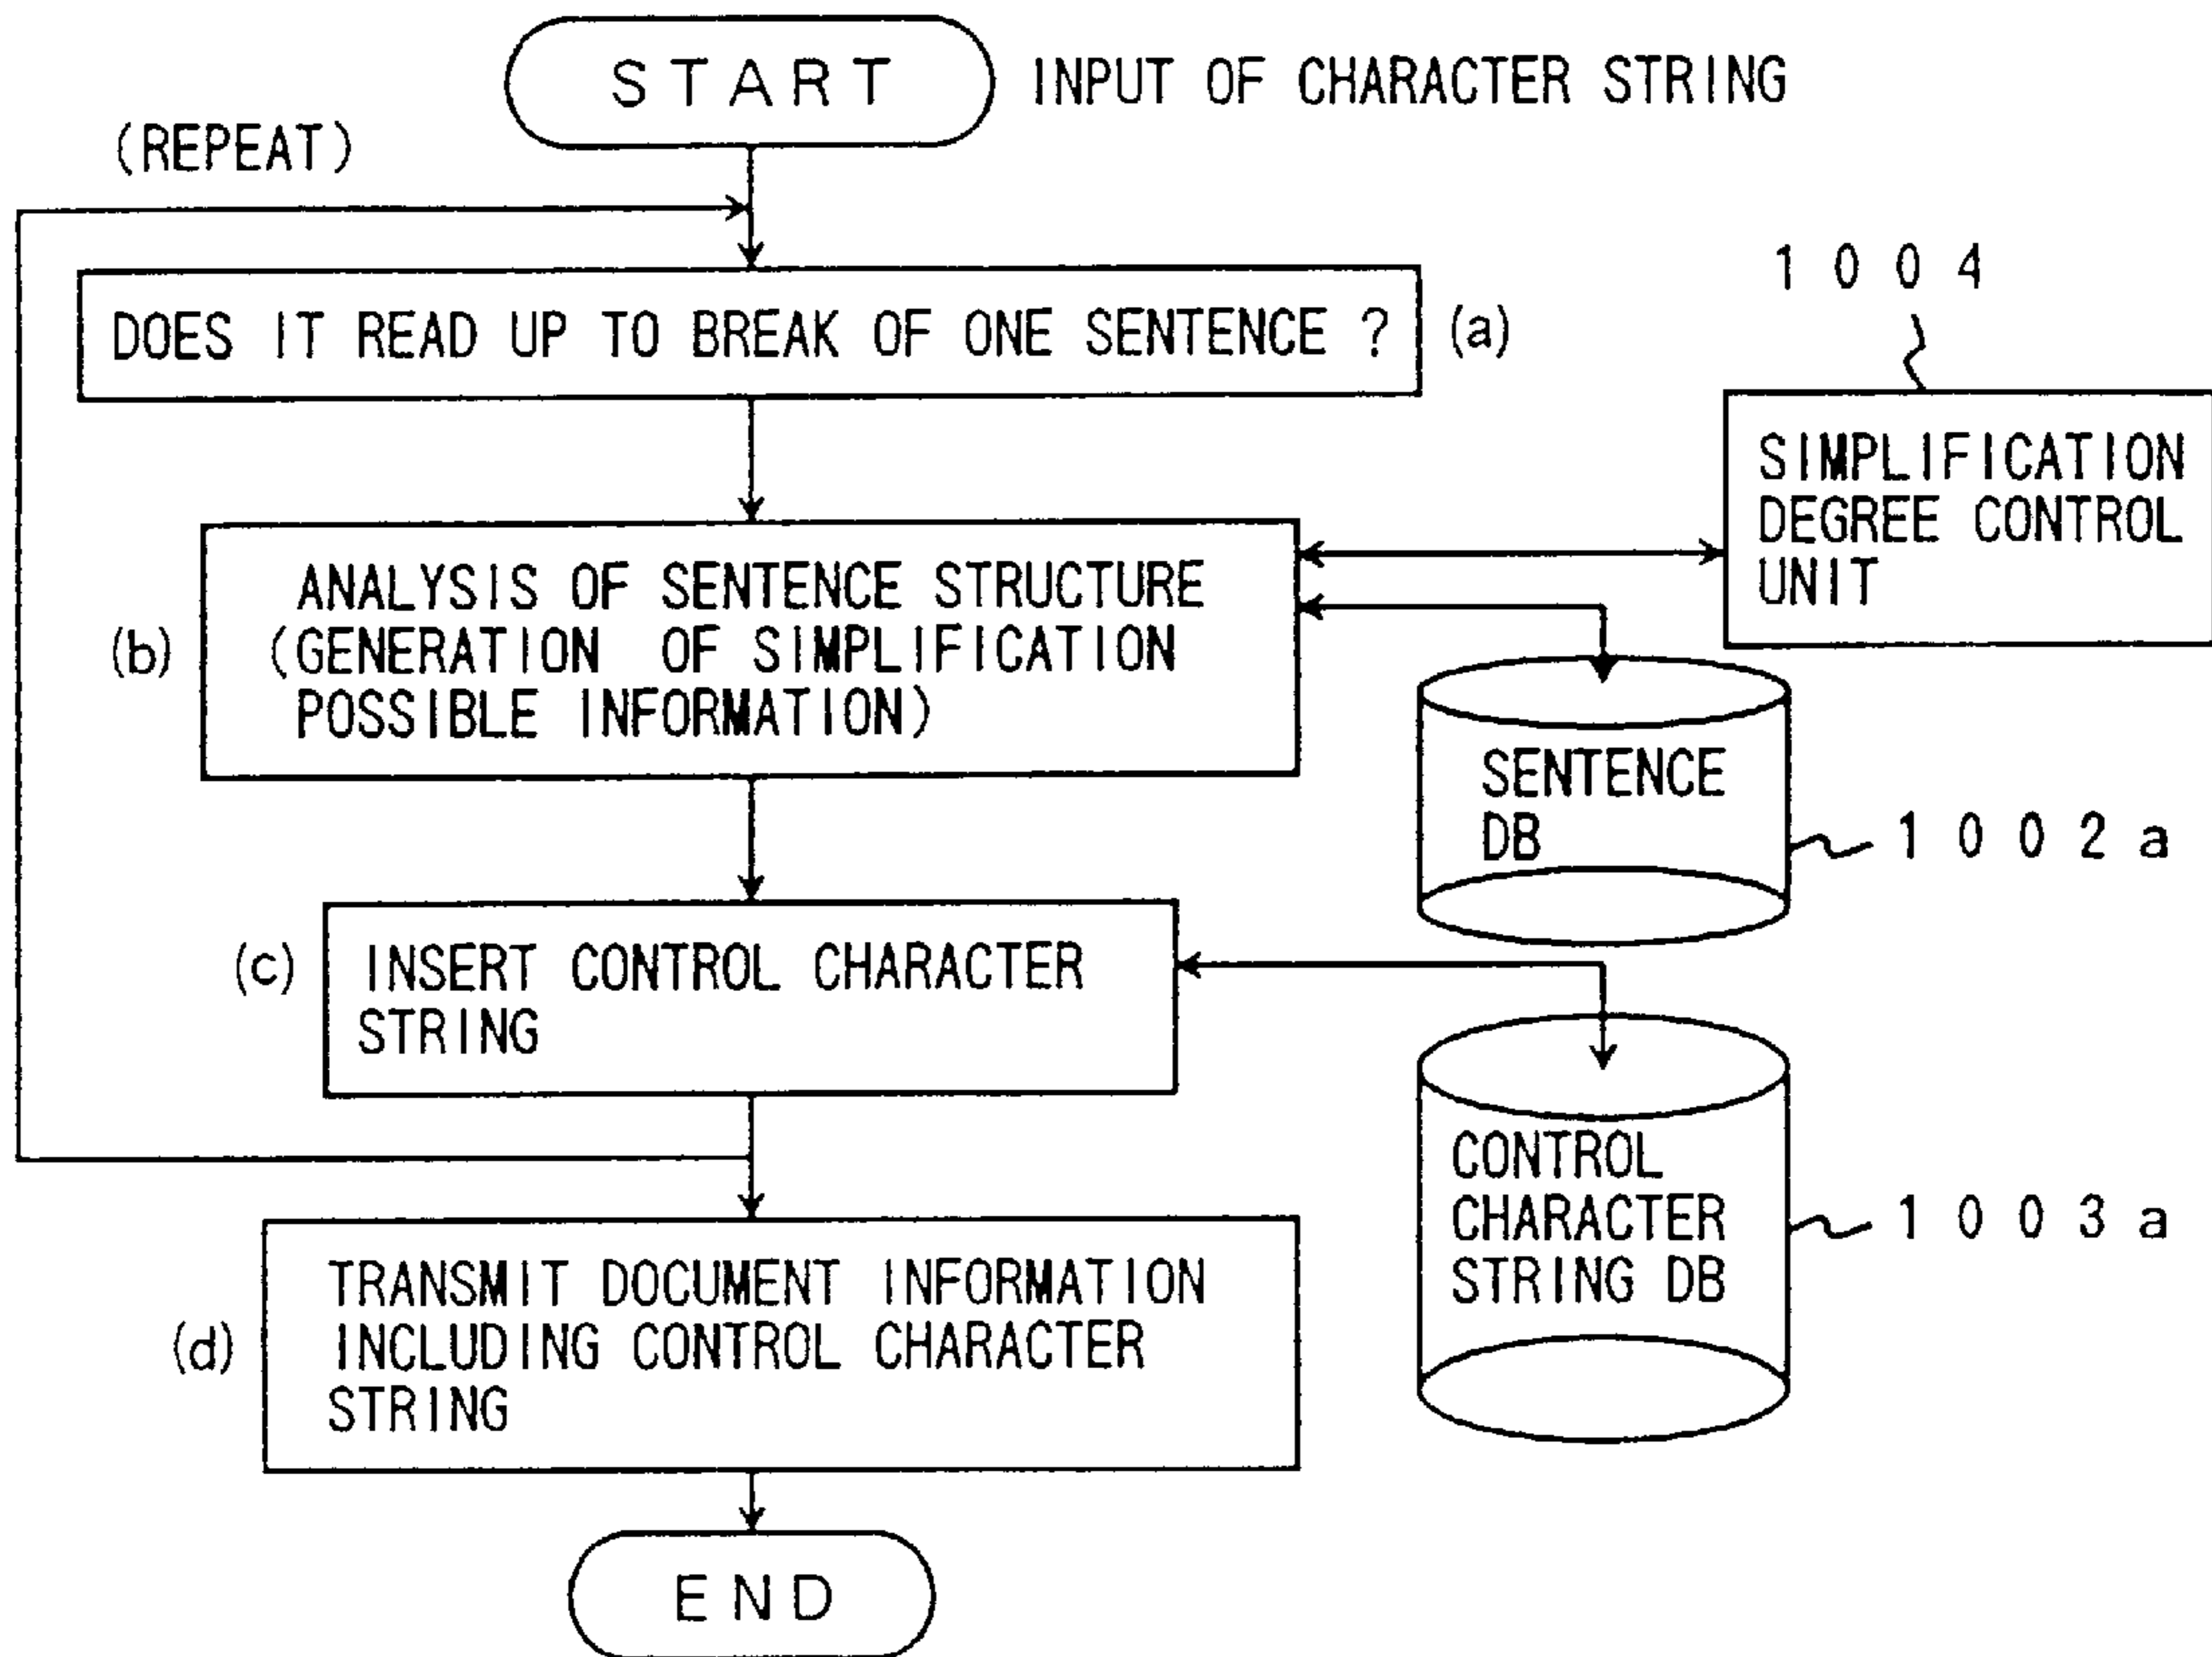 START
INPUT OF CHARACTER STRING
(REPEAT)
DOES IT READ UP TO BREAK OF ONE SENTENCE ?
(a)
1004
SIMPLIFICATION
DEGREE CONTROL
UNIT
(b)
ANALYSIS OF SENTENCE STRUCTURE
(GENERATION OF SIMPLIFICATION
POSSIBLE INFORMATION)
SENTENCE
DB
1002a
(c)
INSERT CONTROL CHARACTER
STRING
CONTROL
CHARACTER
STRING DB
1003a
(d)
TRANSMIT DOCUMENT INFORMATION
INCLUDING CONTROL CHARACTER
STRING
END